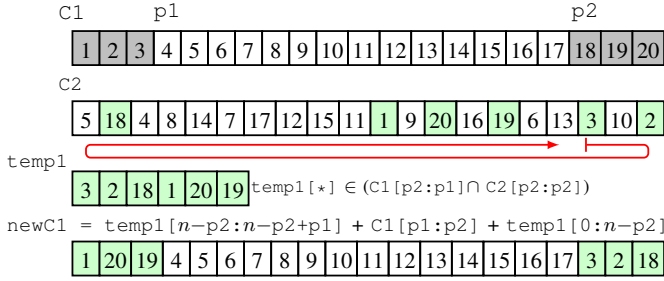 C1 p1 p2
1 2 3 4 5 6 7 8 9 10 11 12 13 14 15 16 17 18 19 20
C2
5 18 4 8 14 7 17 12 15 11 1 9 20 16 19 6 13 3 10 2
temp1
3 2 18 1 20 19 temp1[*] ∈ (C1[p2:p1]∩ C2[p2:p2])
newC1 = temp1[n−p2:n−p2+p1] + C1[p1:p2] + temp1[0:n−p2]
1 20 19 4 5 6 7 8 9 10 11 12 13 14 15 16 17 3 2 18